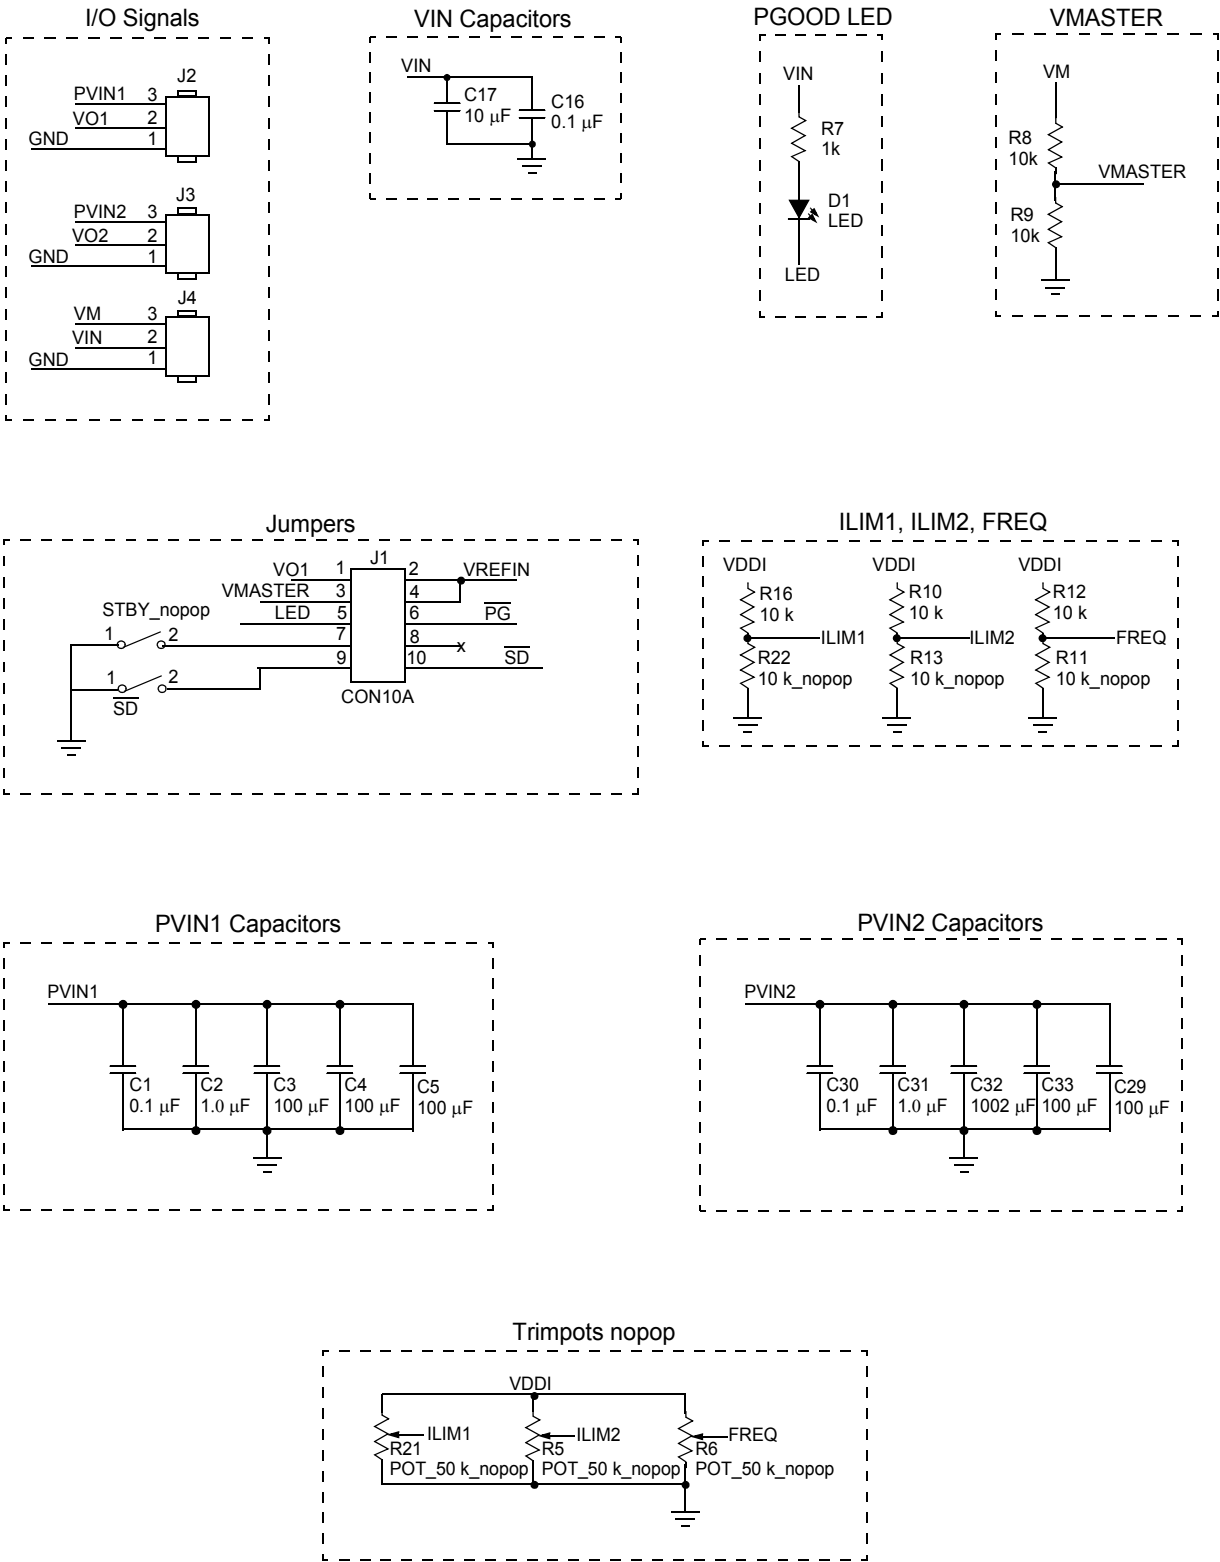 I/O Signals
J2
PVIN1 3
VO1 2
GND 1
J3
PVIN2 3
VO2 2
GND 1
J4
VM 3
VIN 2
GND 1
VIN Capacitors
VIN
C17
10 μF
C16
0.1 μF
PGOOD LED
VIN
R7
1k
D1
LED
LED
VMASTER
VM
R8
10k
VMASTER
R9
10k
Jumpers
J1
VO1 1 2 VREFIN
VMASTER 3 4
LED 5 6 PG
7 8 x
9 10 SD
STBY_nopop
1 2
1 2
SD
CON10A
ILIM1, ILIM2, FREQ
VDDI VDDI VDDI
R16 R10 R12
10 k 10 k 10 k
ILIM1 ILIM2 FREQ
R22 R13 R11
10 k_nopop 10 k_nopop 10 k_nopop
PVIN1 Capacitors
PVIN1
C1 C2 C3 C4 C5
0.1 μF 1.0 μF 100 μF 100 μF 100 μF
PVIN2 Capacitors
PVIN2
C30 C31 C32 C33 C29
0.1 μF 1.0 μF 1002 μF 100 μF 100 μF
Trimpots nopop
VDDI
ILIM1 ILIM2 FREQ
R21 R5 R6
POT_50 k_nopop POT_50 k_nopop POT_50 k_nopop